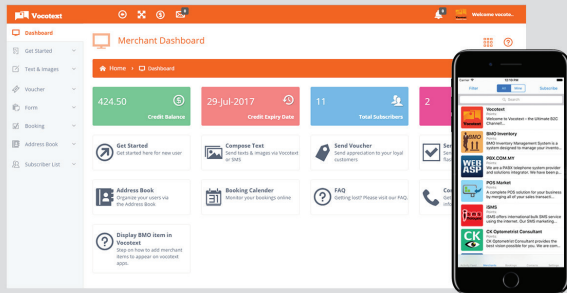 Vocotext
Welcome vocote..
Dashboard
Get Started
Text & Images
Voucher
Form
Booking
Address Book
Subscriber List
Merchant Dashboard
Home
Dashboard
424.50
Credit Balance
29-Jul-2017
Credit Expiry Date
11
Total Subscribers
2
Get Started
Get started here for new user
Compose Text
Send texts & images via Vocotext
or SMS
Send Voucher
Send appreciation to your loyal
customers.
Address Book
Organize your users via
the Address Book
Booking Calender
Monitor your bookings online
FAQ
Getting lost? Please visit our FAQ.
Display BMO item in
Vocotext
Step on how to add merchant
items to appear on vocotext
apps.
Filter
All
Mine
Subscribe
Search
Vocotext
Welcome to Vocotext – the Ultimate B2C
Channel...
BMO Inventory
BMO Inventory Management System is a
system designed to manage your invento...
WEB
ASP
PBX.COM.MY
We are a PABX telephone system provider
and solutions integrator. We have been p...
POS Market
A complete POS solution for your business
by merging all of your sales transacti...
iSMS
iSMS offers international bulk SMS service
using the internet. Our SMS marketing...
CK
CK Optometrist Consultant
CK Optometrist Consultant provides the
best vision possible for you. We are com...